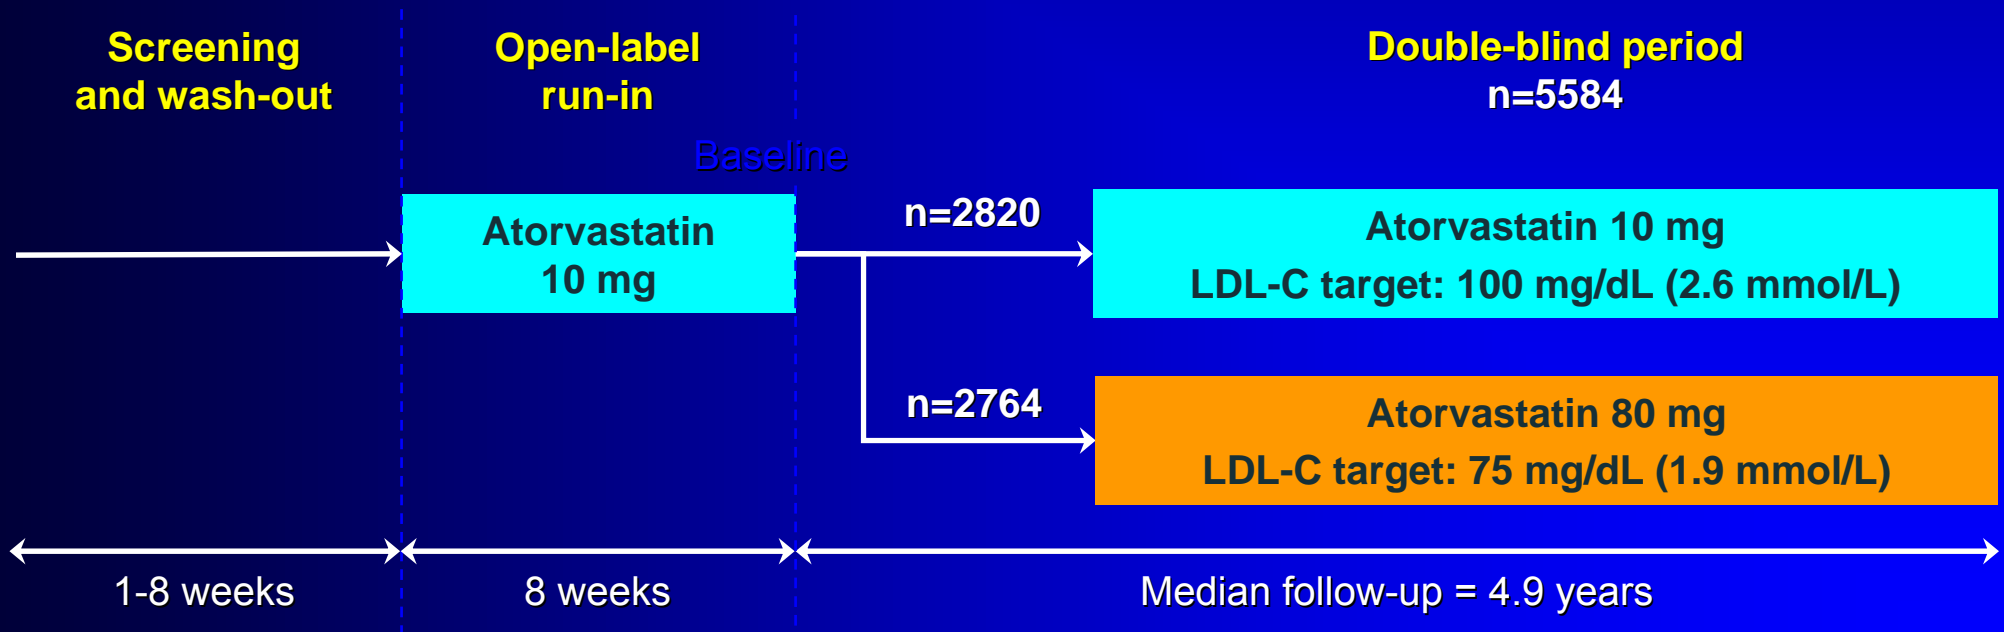 Screening
and wash-out
Open-label
run-in
Double-blind period
n=5584
Baseline
Atorvastatin
10 mg
n=2820
Atorvastatin 10 mg
LDL-C target: 100 mg/dL (2.6 mmol/L)
n=2764
Atorvastatin 80 mg
LDL-C target: 75 mg/dL (1.9 mmol/L)
1-8 weeks
8 weeks
Median follow-up = 4.9 years